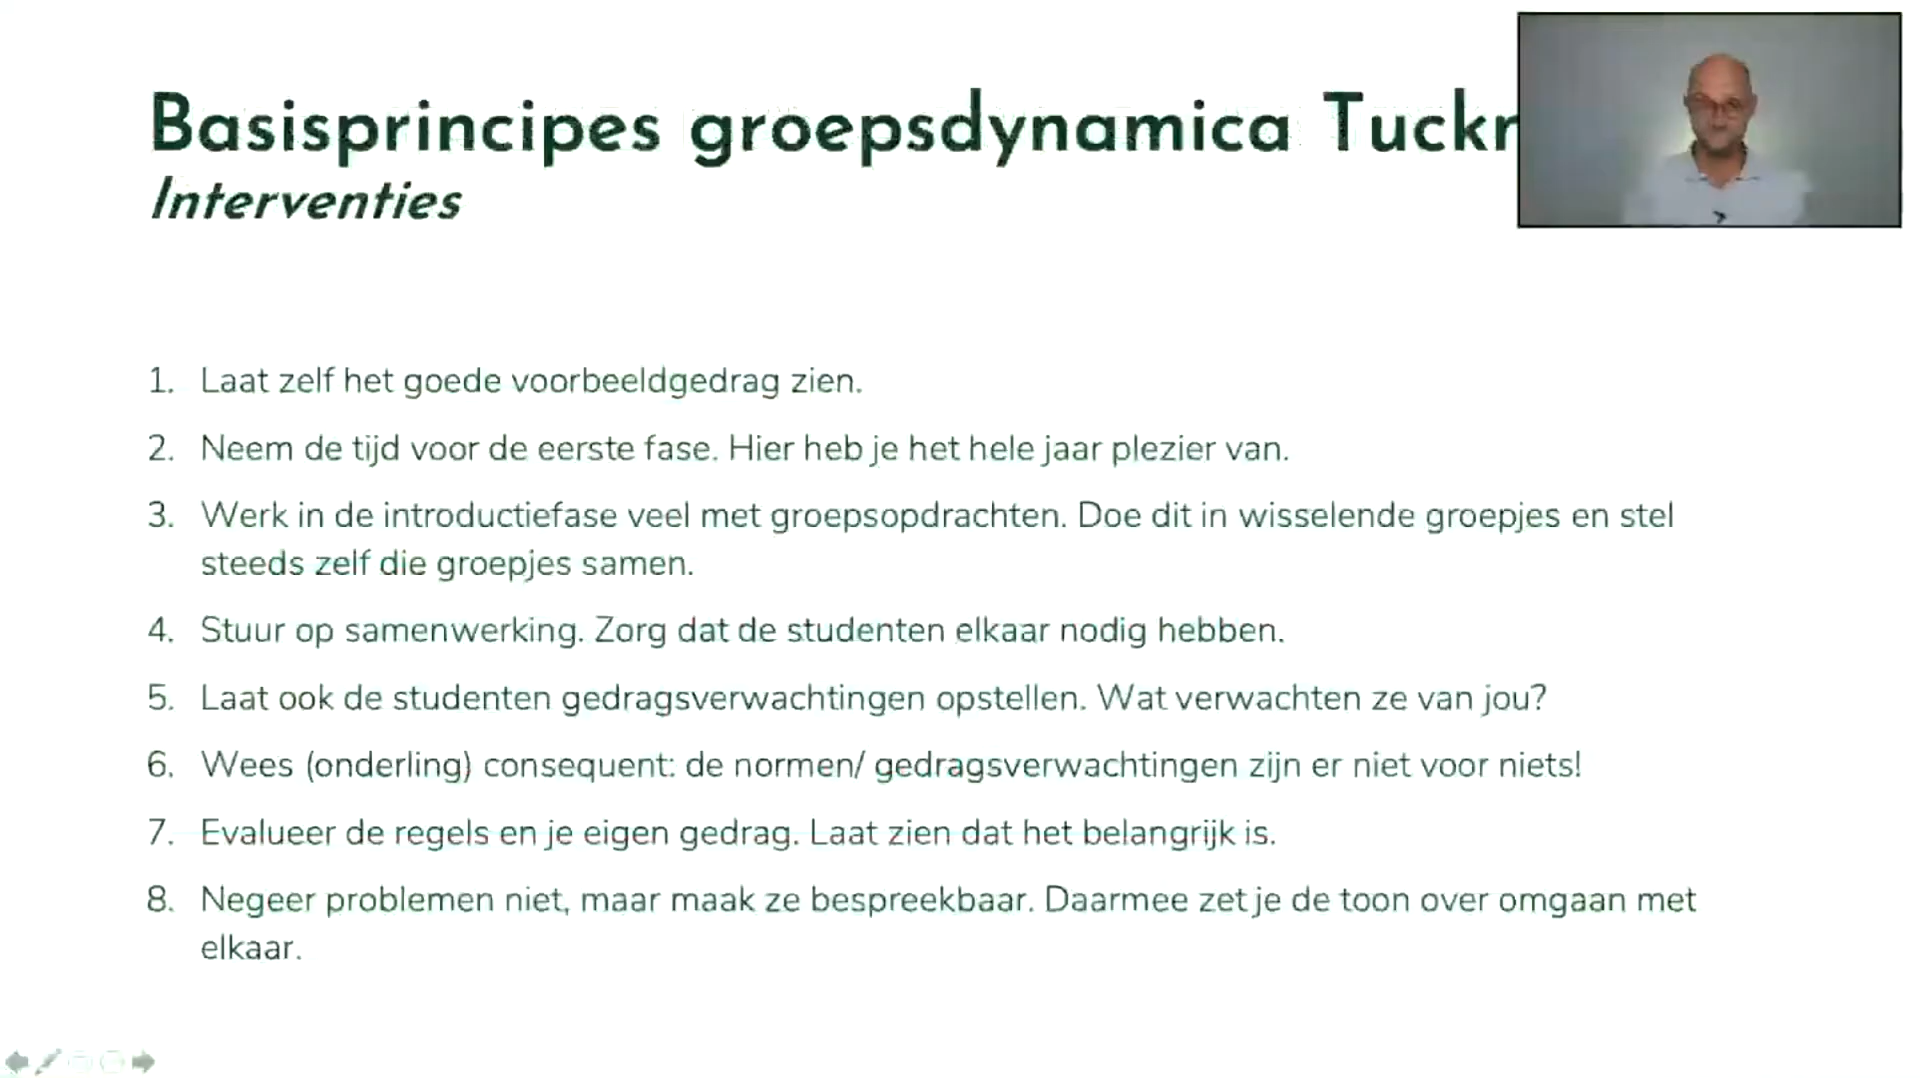 Basisprincipes groepsdynamica Tuck
Interventies
1. Laat zelf het goede voorbeeldgedrag zien.
2. Neem de tijd voor de eerste fase. Hier heb je het hele jaar plezier van.
3. Werk in de introductiefase veel met groepsopdrachten. Doe dit in wisselende groepjes en stel
steeds zelf die groepjes samen.
4. Stuur op samenwerking. Zorg dat de studenten elkaar nodig hebben.
5. Laat ook de studenten gedragsverwachtingen opstellen. Wat verwachten ze van jou?
6. Wees (onderling) consequent: de normen/ gedragsverwachtingen zijn er niet voor niets!
7. Evalueer de regels en je eigen gedrag. Laat zien dat het belangrijk is.
8. Negeer problemen niet, maar maak ze bespreekbaar. Daarmee zet je de toon over omgaan met
elkaar.